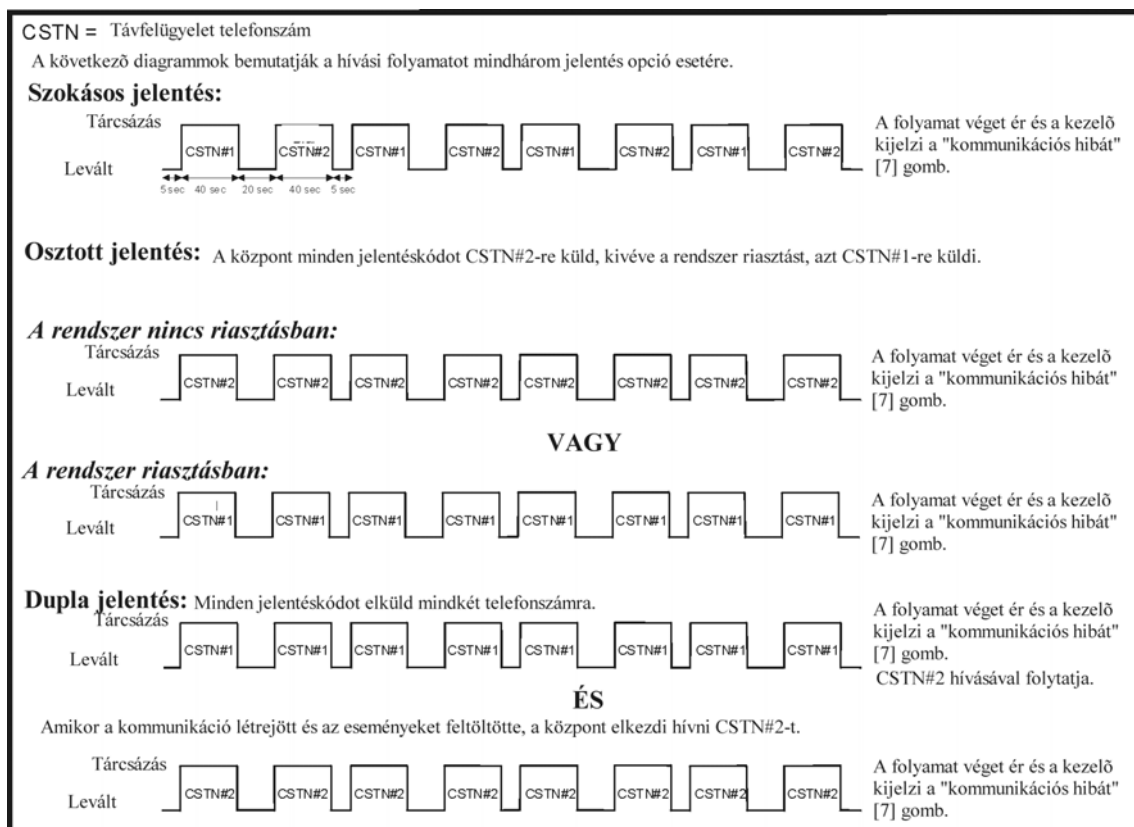 CSTN = Távfelügyelet telefonszám
A következõ diagrammok bemutatják a hívási folyamatot mindhárom jelentés opció esetére.
Szokásos jelentés:
Tárcsázás
CSTN#1 CSTN#2 CSTN#1 CSTN#2 CSTN#1 CSTN#2 CSTN#1 CSTN#2
Levált
5 sec 40 sec 20 sec 40 sec 5 sec
A folyamat véget ér és a kezelõ
kijelzi a "kommunikációs hibát"
[7] gomb.
Osztott jelentés: A központ minden jelentéskódot CSTN#2-re küld, kivéve a rendszer riasztást, azt CSTN#1-re küldi.
A rendszer nincs riasztásban:
Tárcsázás
CSTN#2 CSTN#2 CSTN#2 CSTN#2 CSTN#2 CSTN#2 CSTN#2 CSTN#2
Levált
A folyamat véget ér és a kezelõ
kijelzi a "kommunikációs hibát"
[7] gomb.
VAGY
A rendszer riasztásban:
Tárcsázás
CSTN#1 CSTN#1 CSTN#1 CSTN#1 CSTN#1 CSTN#1 CSTN#1 CSTN#1
Levált
A folyamat véget ér és a kezelõ
kijelzi a "kommunikációs hibát"
[7] gomb.
Dupla jelentés: Minden jelentéskódot elküld mindkét telefonszámra.
Tárcsázás
CSTN#1 CSTN#1 CSTN#1 CSTN#1 CSTN#1 CSTN#1 CSTN#1 CSTN#1
Levált
A folyamat véget ér és a kezelõ
kijelzi a "kommunikációs hibát"
[7] gomb.
CSTN#2 hívásával folytatja.
ÉS
Amikor a kommunikáció létrejött és az eseményeket feltöltötte, a központ elkezdi hívni CSTN#2-t.
Tárcsázás
CSTN#2 CSTN#2 CSTN#2 CSTN#2 CSTN#2 CSTN#2 CSTN#2 CSTN#2
Levált
A folyamat véget ér és a kezelõ
kijelzi a "kommunikációs hibát"
[7] gomb.